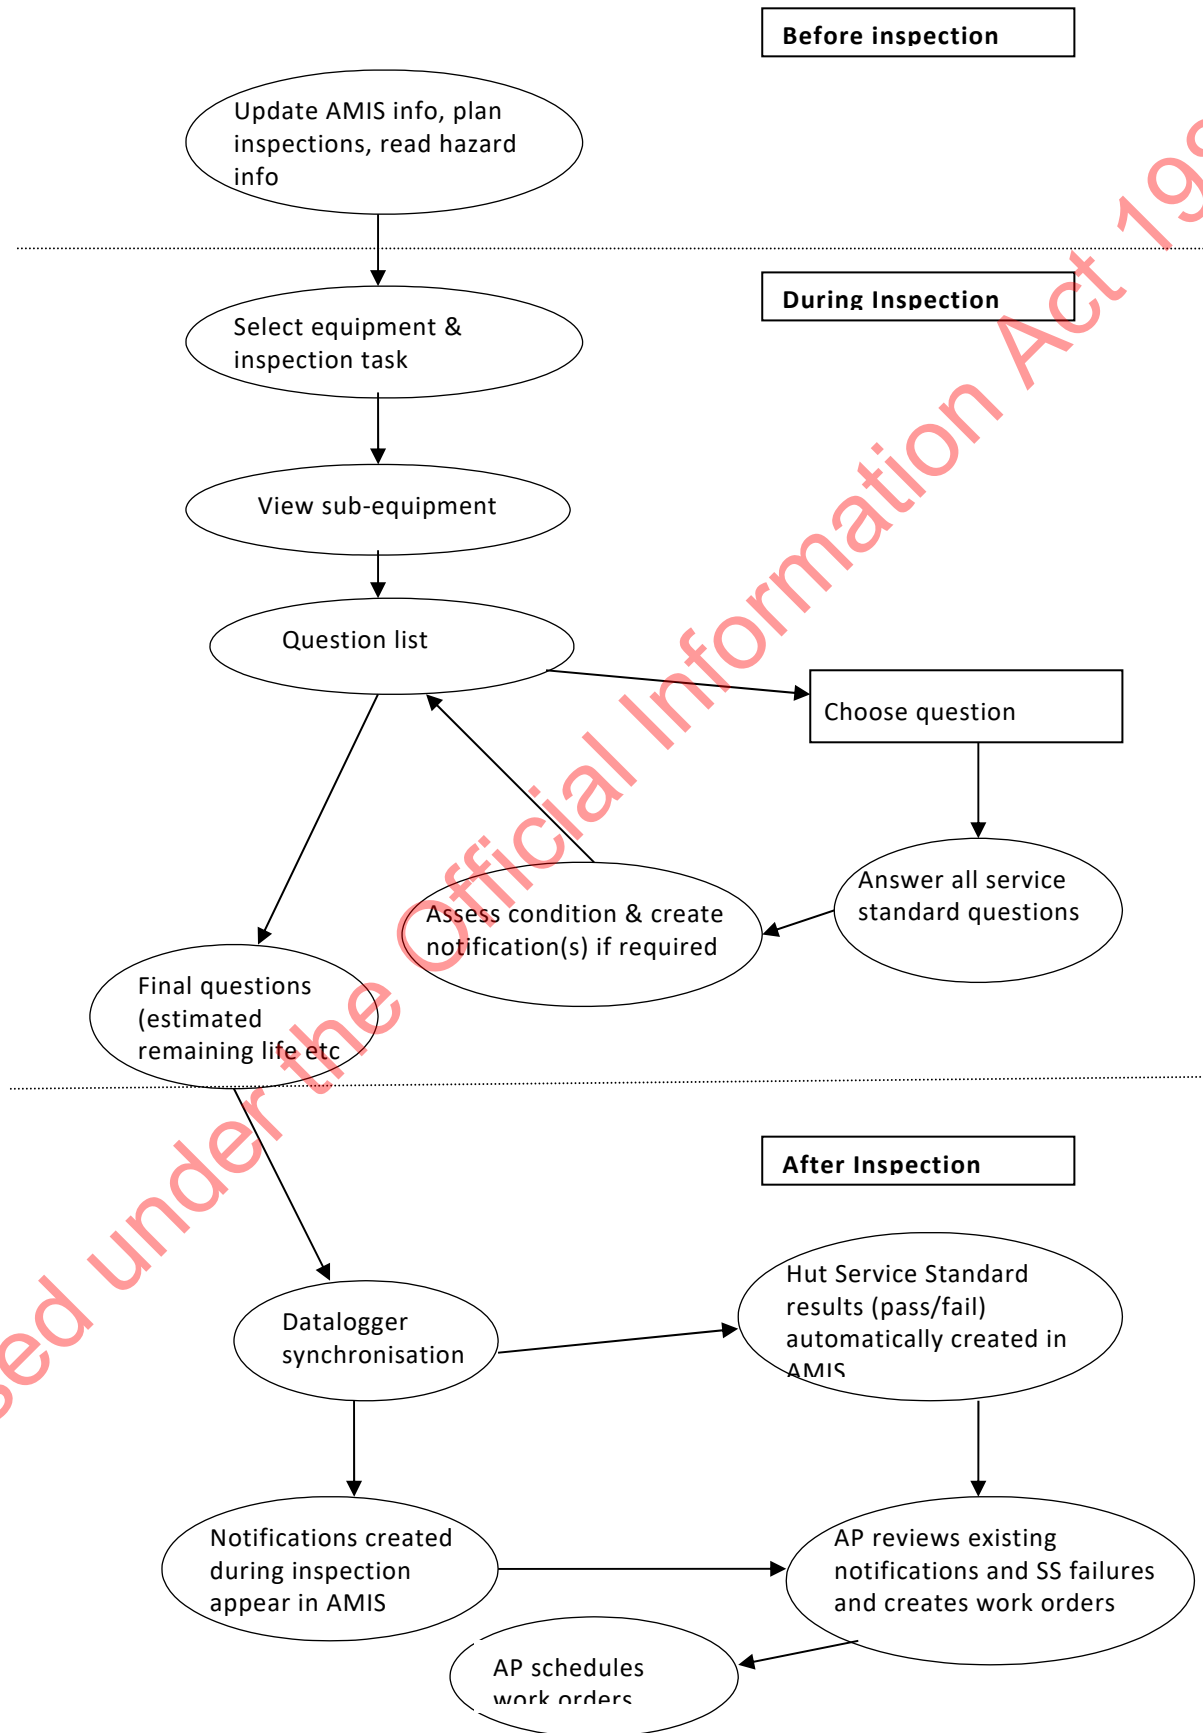 Before inspection
Update AMIS info, plan
inspections, read hazard
info
During Inspection
Select equipment &
inspection task
View sub-equipment
Question list
Choose question
Answer all service
standard questions
Assess condition & create
notification(s) if required
Final questions
(estimated
remaining life etc
After Inspection
Hut Service Standard
results (pass/fail)
automatically created in
AMIS
Datalogger
synchronisation
Notifications created
during inspection
appear in AMIS
AP reviews existing
notifications and SS failures
and creates work orders
AP schedules
work orders
under the Official Information Act